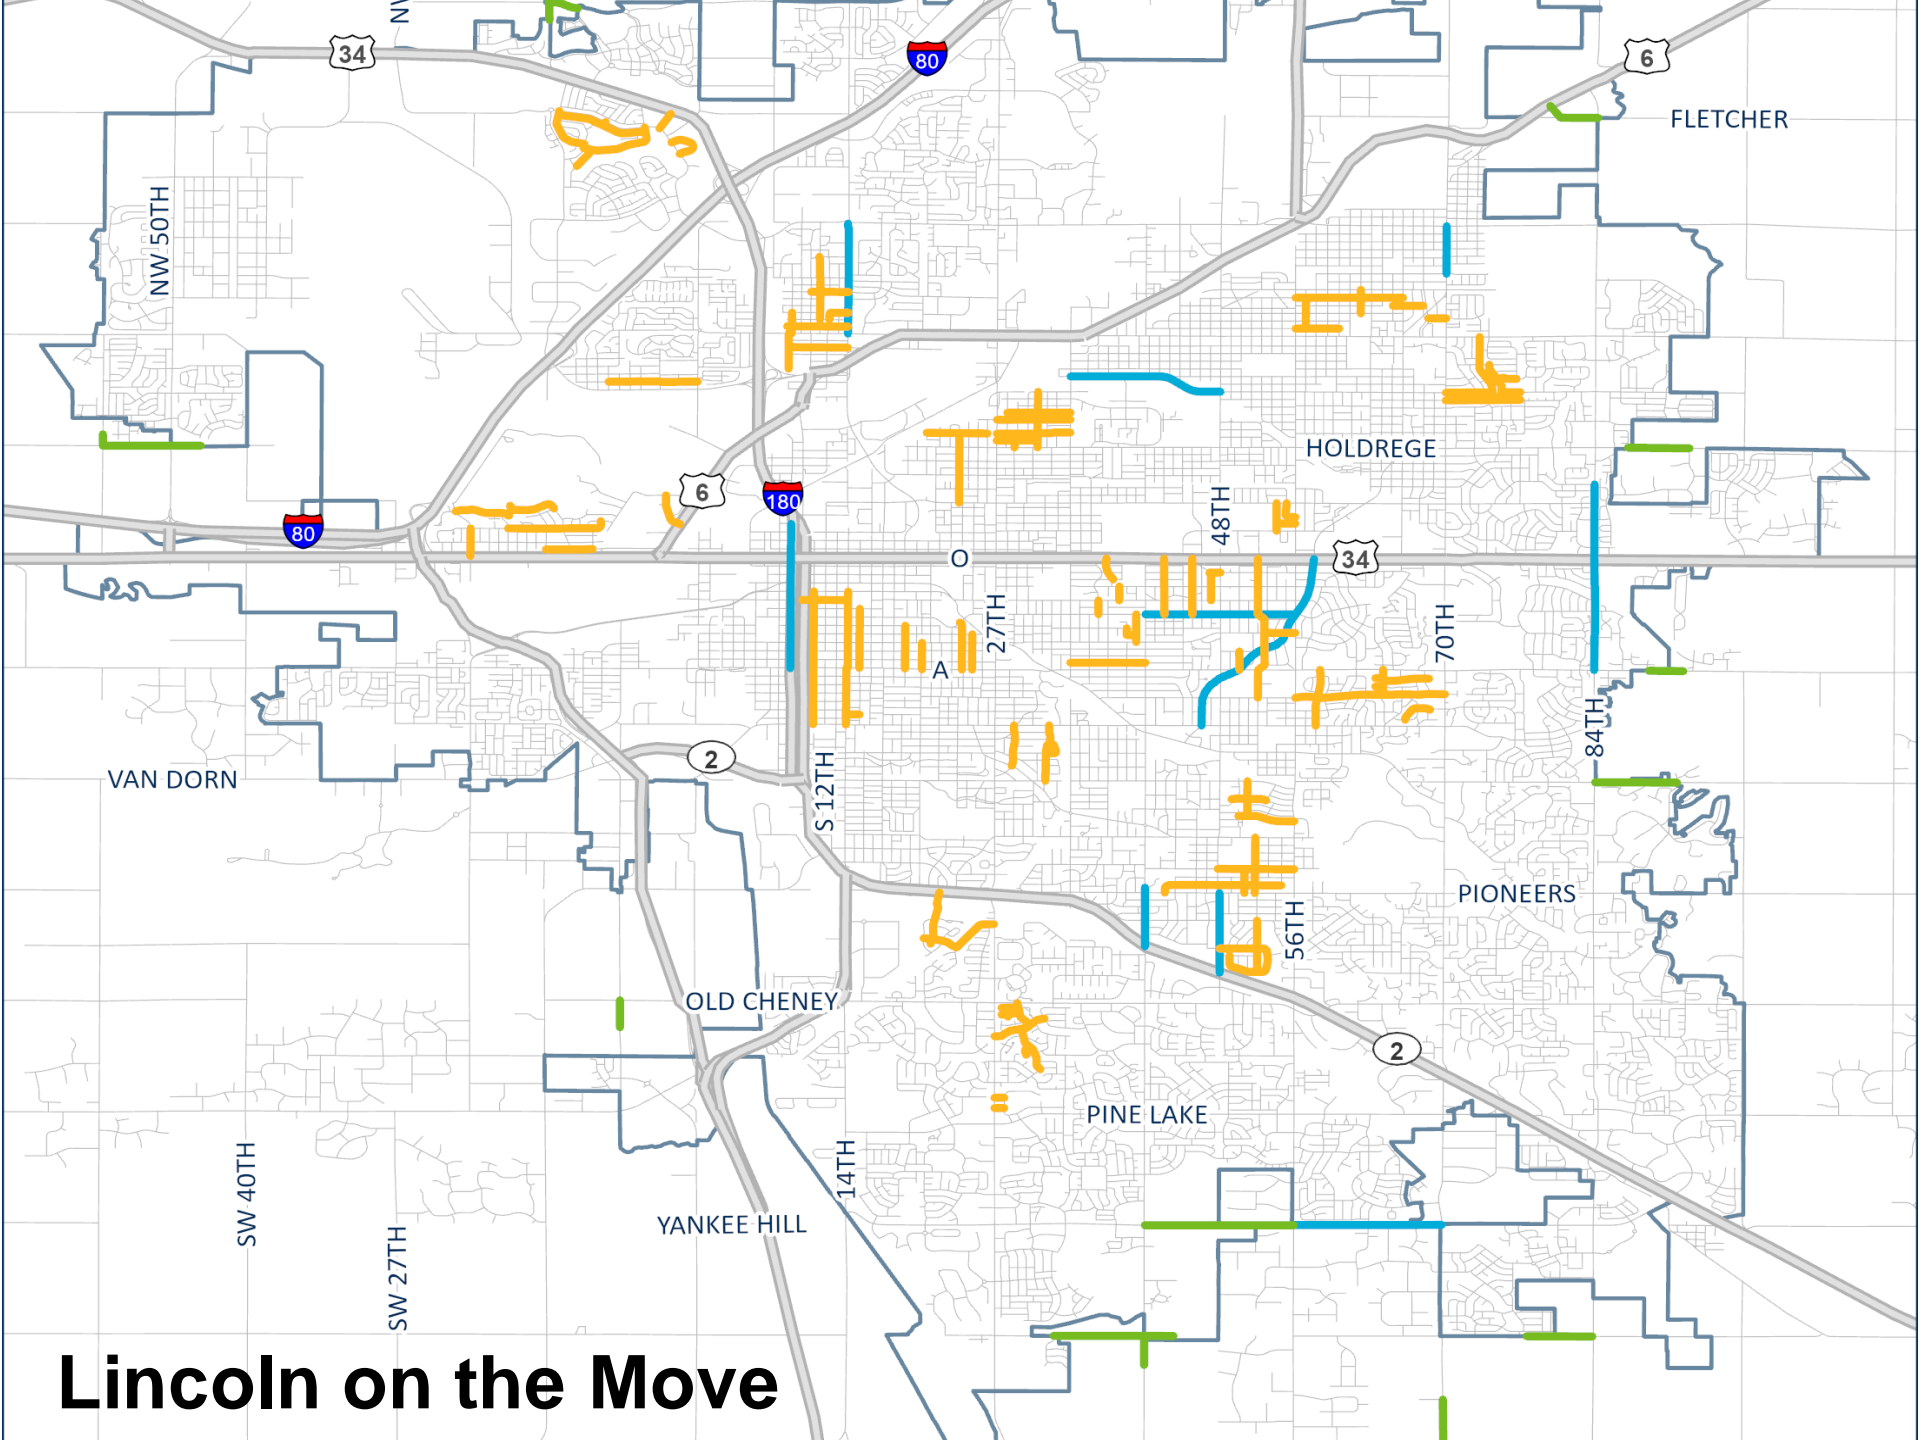 NW
34
80
6
FLETCHER
NW 50TH
HOLDREGE
6
180
48TH
80
O
34
27TH
70TH
A
84TH
2
VAN DORN
S 12TH
PIONEERS
56TH
OLD CHENEY
2
PINE LAKE
14TH
SW 40TH
YANKEE HILL
SW 27TH
Lincoln on the Move